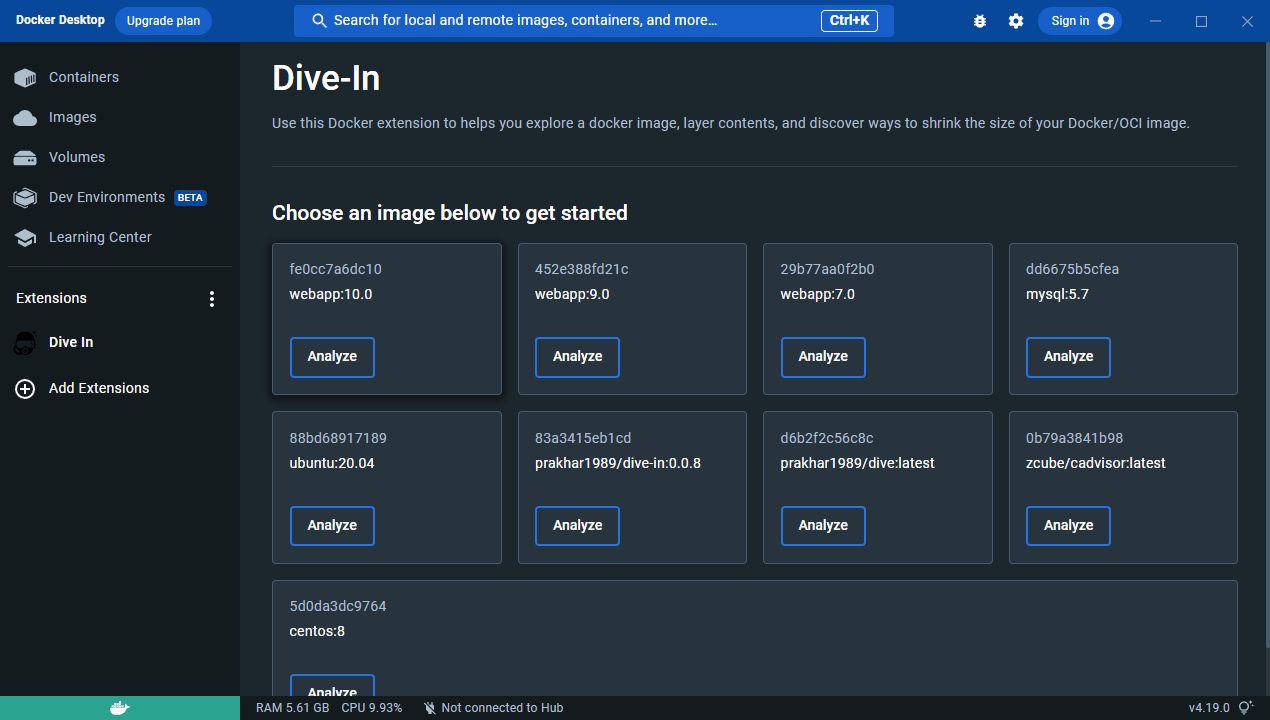 Docker Desktop Upgrade plan Search for local and remote images, containers, and more... Ctrl+K Sign in
Containers
Images
Volumes
Dev Environments BETA
Learning Center
Extensions
Dive In
Add Extensions
Dive-In
Use this Docker extension to helps you explore a docker image, layer contents, and discover ways to shrink the size of your Docker/OCI image.
Choose an image below to get started
fe0cc7a6dc10
webapp:10.0
Analyze
452e388fd21c
webapp:9.0
Analyze
29b77aa0f2b0
webapp:7.0
Analyze
dd6675b5cfea
mysql:5.7
Analyze
88bd68917189
ubuntu:20.04
Analyze
83a3415eb1cd
prakhar1989/dive-in:0.0.8
Analyze
d6b2f2c56c8c
prakhar1989/dive:latest
Analyze
0b79a3841b98
zcube/cadvisor:latest
Analyze
5d0da3dc9764
centos:8
Analyze
RAM 5.61 GB CPU 9.93% Not connected to Hub v4.19.0